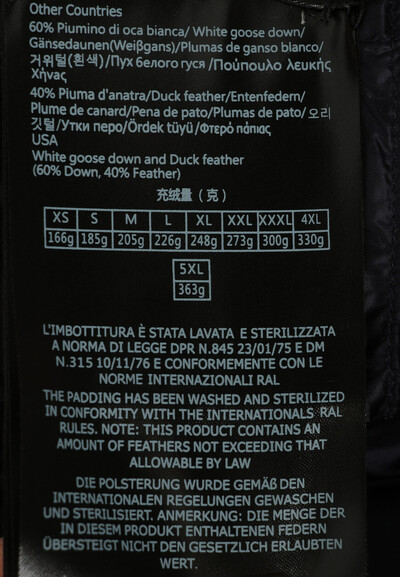 Other Countries
60% Piumino di oca bianca/ White goose down/
Gänsedaunen(Weißgans)/Plumas de ganso blanco/
거위털(흰색)/Пух белого гуся /Πούπουλο λευκής
Χήνας
40% Piuma d'anatra/Duck feather/Entenfedern/
Plume de canard/Pena de pato/Plumas de pato/오리
깃털/Утки перо/Ördek tüyü/Φτερό πάπιας
USA
White goose down and Duck feather
(60% Down, 40% Feather)
充绒量（克）
XS S M L XL XXL XXXL 4XL
166g 185g 205g 226g 248g 273g 300g 330g
5XL
363g
L'IMBOTTITURA È STATA LAVATA E STERILIZZATA
A NORMA DI LEGGE DPR N.845 23/01/75 E DM
N.315 10/11/76 E CONFORMEMENTE CON LE
NORME INTERNAZIONALI RAL
THE PADDING HAS BEEN WASHED AND STERILIZED
IN CONFORMITY WITH THE INTERNATIONALS RAL
RULES. NOTE: THIS PRODUCT CONTAINS AN
AMOUNT OF FEATHERS NOT EXCEEDING THAT
ALLOWABLE BY LAW
DIE POLSTERUNG WURDE GEMÄß DEN
INTERNATIONALEN REGELUNGEN GEWASCHEN
UND STERILISIERT. ANMERKUNG: DIE MENGE DER
IN DIESEM PRODUKT ENTHALTENEN FEDERN
ÜBERSTEIGT NICHT DEN GESETZLICH ERLAUBTEN
WERT.